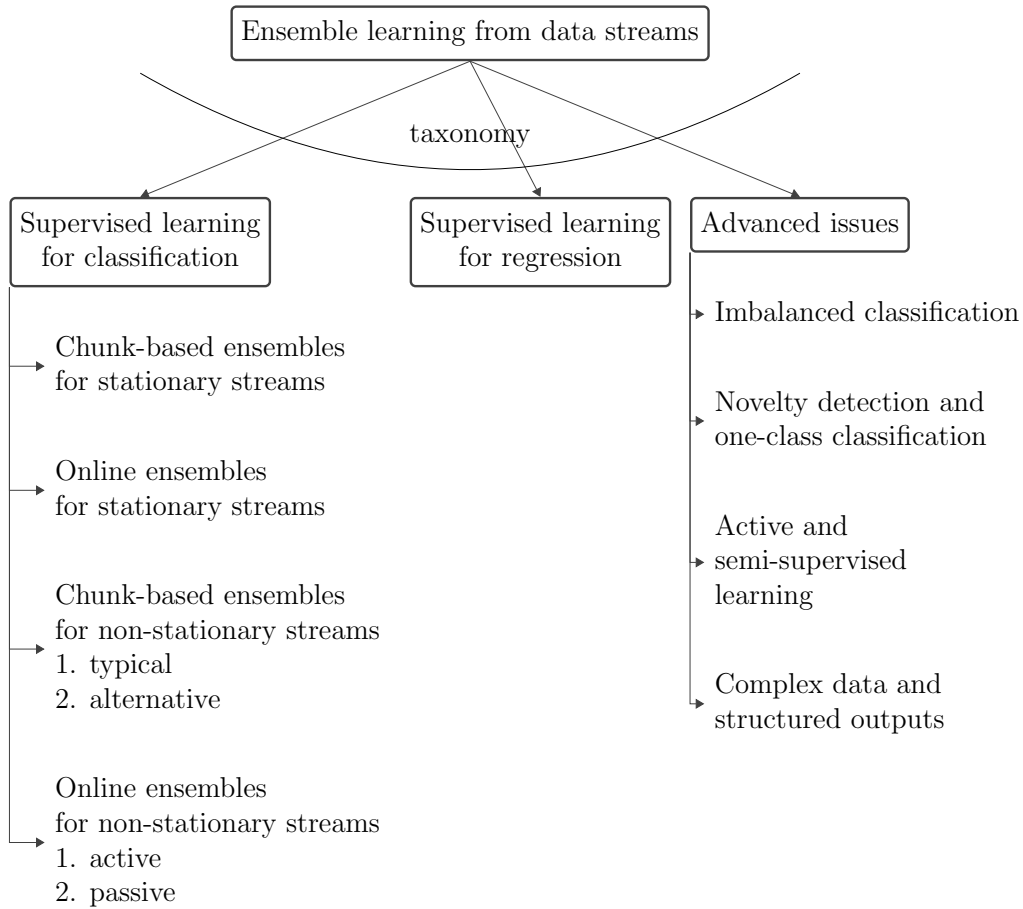 Ensemble learning from data streams
taxonomy
Supervised learning
for classification
Chunk-based ensembles
for stationary streams
Online ensembles
for stationary streams
Chunk-based ensembles
for non-stationary streams
1. typical
2. alternative
Online ensembles
for non-stationary streams
1. active
2. passive
Supervised learning
for regression
Advanced issues
Imbalanced classification
Novelty detection and
one-class classification
Active and
semi-supervised
learning
Complex data and
structured outputs